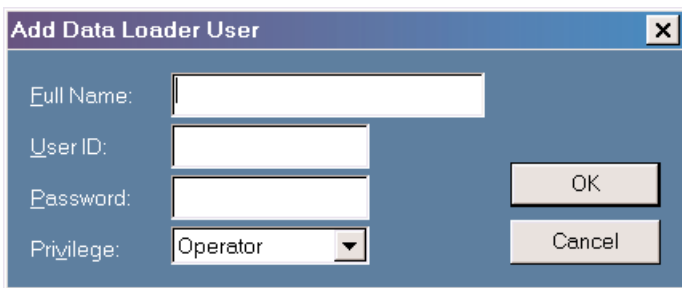 Add Data Loader User
Full Name:
User ID:
Password:
OK
Privilege:
Operator
Cancel